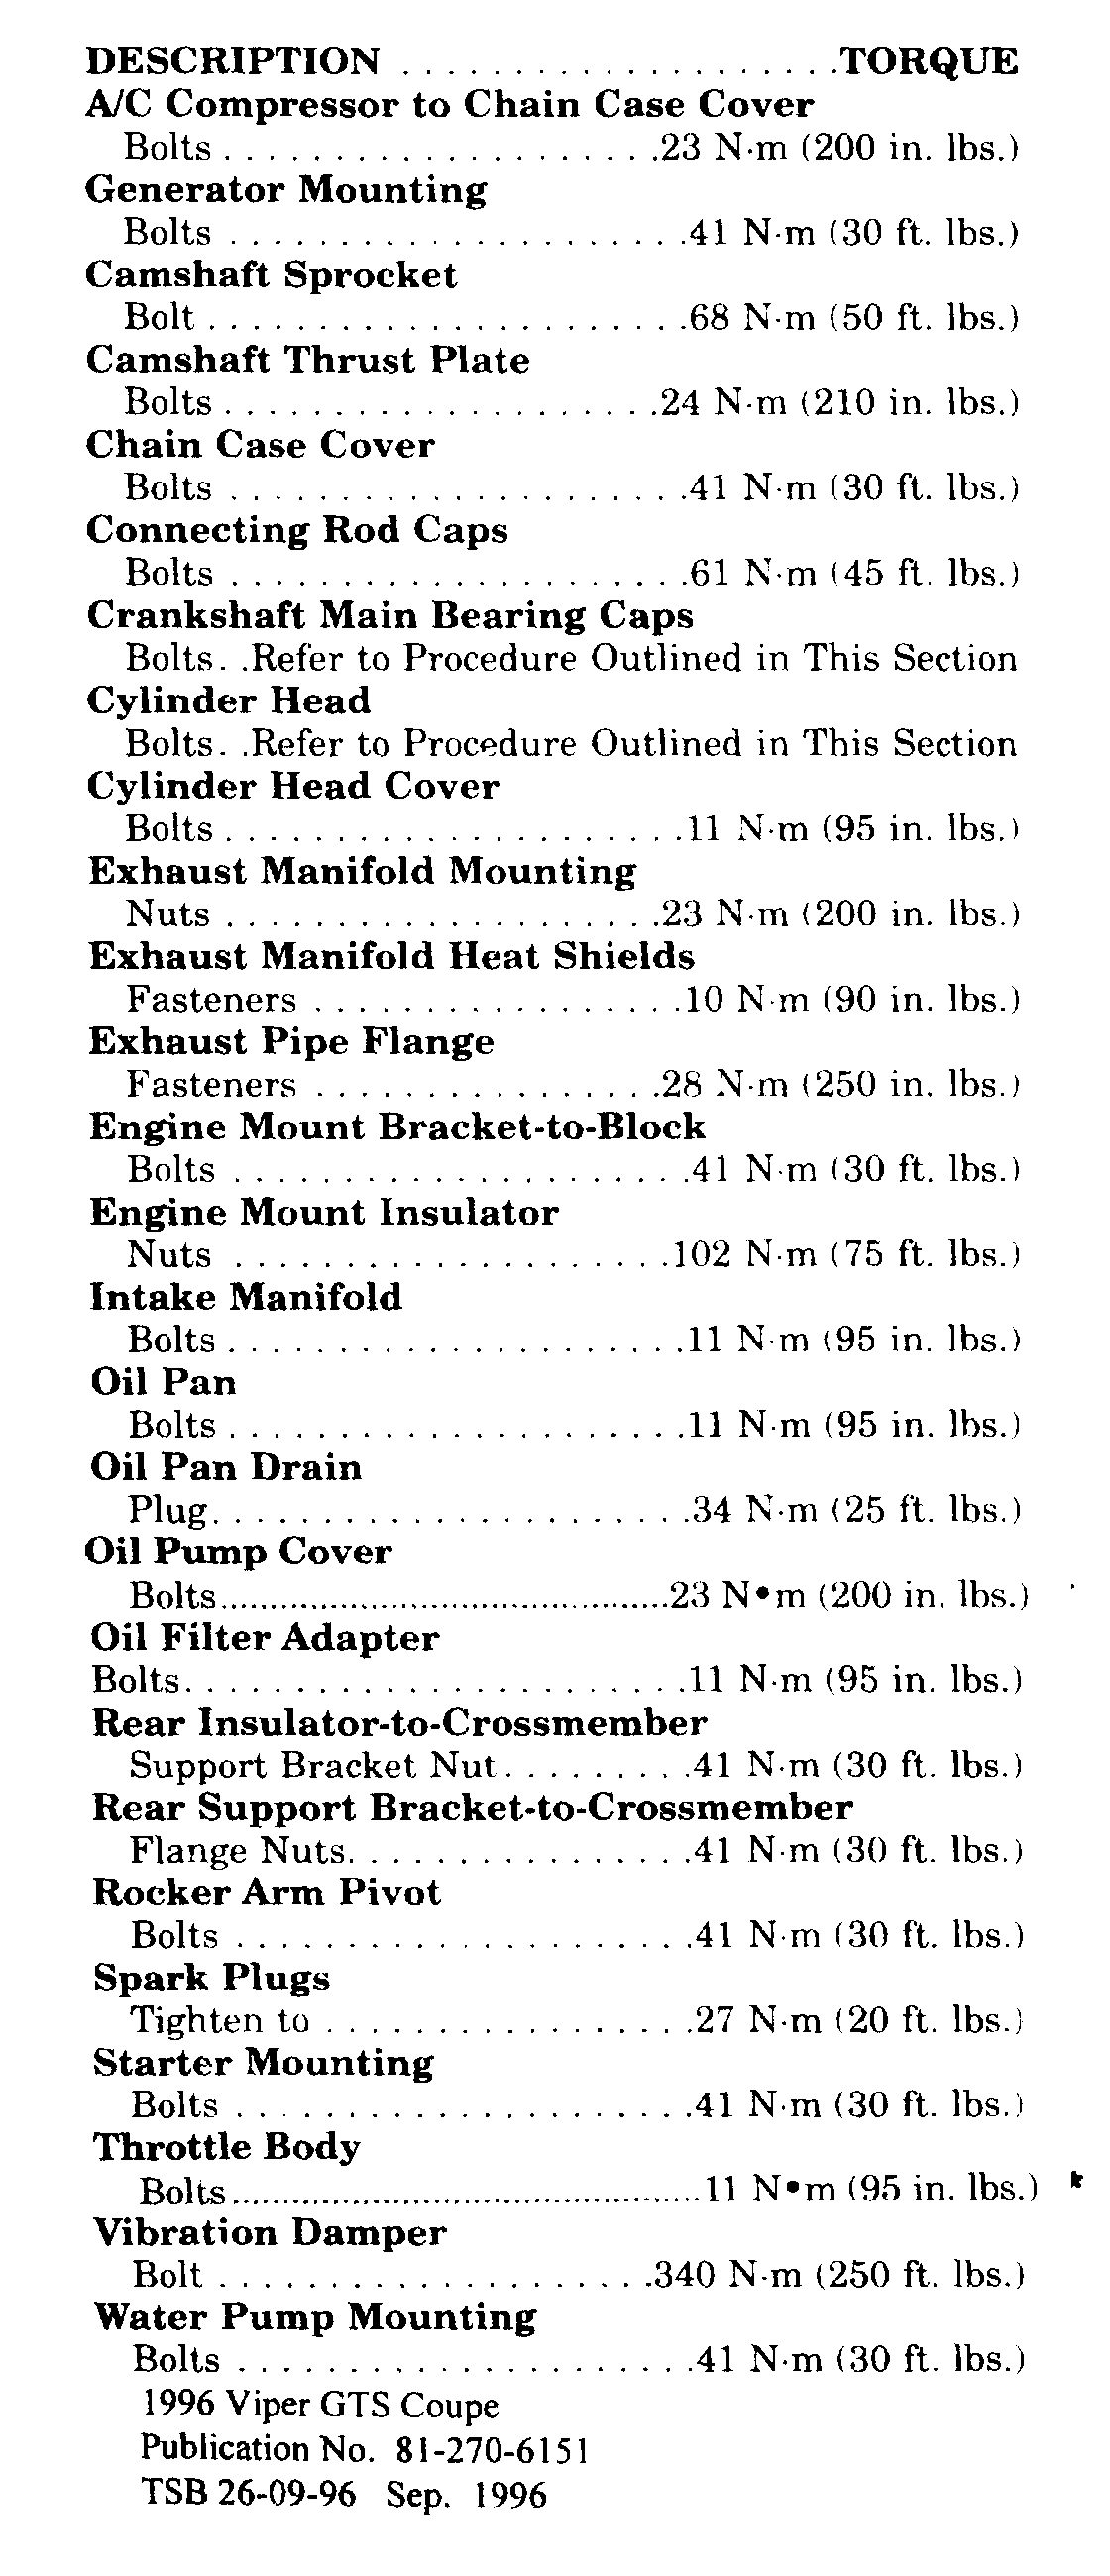 DESCRIPTION . . . . . . . . . . . . . . . . . . . . .TORQUE
A/C Compressor to Chain Case Cover
Bolts . . . . . . . . . . . . . . . . . . . .23 N·m (200 in. lbs.)
Generator Mounting
Bolts . . . . . . . . . . . . . . . . . . . . .41 N·m (30 ft. lbs.)
Camshaft Sprocket
Bolt . . . . . . . . . . . . . . . . . . . . . .68 N·m (50 ft. lbs.)
Camshaft Thrust Plate
Bolts . . . . . . . . . . . . . . . . . . . .24 N·m (210 in. lbs.)
Chain Case Cover
Bolts . . . . . . . . . . . . . . . . . . . . .41 N·m (30 ft. lbs.)
Connecting Rod Caps
Bolts . . . . . . . . . . . . . . . . . . . . .61 N·m (45 ft. lbs.)
Crankshaft Main Bearing Caps
Bolts. .Refer to Procedure Outlined in This Section
Cylinder Head
Bolts. .Refer to Procedure Outlined in This Section
Cylinder Head Cover
Bolts . . . . . . . . . . . . . . . . . . . . .11 N·m (95 in. lbs.)
Exhaust Manifold Mounting
Nuts . . . . . . . . . . . . . . . . . . . .23 N·m (200 in. lbs.)
Exhaust Manifold Heat Shields
Fasteners . . . . . . . . . . . . . . . . .10 N·m (90 in. lbs.)
Exhaust Pipe Flange
Fasteners . . . . . . . . . . . . . . . .28 N·m (250 in. lbs.)
Engine Mount Bracket-to-Block
Bolts . . . . . . . . . . . . . . . . . . . . .41 N·m (30 ft. lbs.)
Engine Mount Insulator
Nuts . . . . . . . . . . . . . . . . . . . .102 N·m (75 ft. lbs.)
Intake Manifold
Bolts . . . . . . . . . . . . . . . . . . . . .11 N·m (95 in. lbs.)
Oil Pan
Bolts . . . . . . . . . . . . . . . . . . . . .11 N·m (95 in. lbs.)
Oil Pan Drain
Plug. . . . . . . . . . . . . . . . . . . . . .34 N·m (25 ft. lbs.)
Oil Pump Cover
Bolts.............................................23 N•m (200 in. lbs.)
Oil Filter Adapter
Bolts. . . . . . . . . . . . . . . . . . . . . . .11 N·m (95 in. lbs.)
Rear Insulator-to-Crossmember
Support Bracket Nut. . . . . . . . .41 N·m (30 ft. lbs.)
Rear Support Bracket-to-Crossmember
Flange Nuts. . . . . . . . . . . . . . . .41 N·m (30 ft. lbs.)
Rocker Arm Pivot
Bolts . . . . . . . . . . . . . . . . . . . . .41 N·m (30 ft. lbs.)
Spark Plugs
Tighten to . . . . . . . . . . . . . . . . .27 N·m (20 ft. lbs.)
Starter Mounting
Bolts . . . . . . . . . . . . . . . . . . . . .41 N·m (30 ft. lbs.)
Throttle Body
Bolts...............................................11 N•m (95 in. lbs.)
Vibration Damper
Bolt . . . . . . . . . . . . . . . . . . . .340 N·m (250 ft. lbs.)
Water Pump Mounting
Bolts . . . . . . . . . . . . . . . . . . . . .41 N·m (30 ft. lbs.)
1996 Viper GTS Coupe
Publication No. 81-270-6151
TSB 26-09-96 Sep. 1996